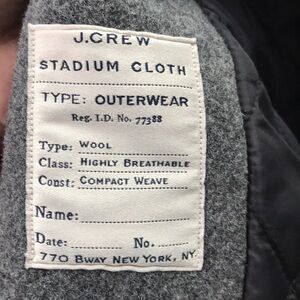 J.CREW
STADIUM CLOTH
TYPE: OUTERWEAR
Reg. I.D. No. 77388
Type: WOOL
Class: HIGHLY BREATHABLE
Const: COMPACT WEAVE
Name:
Date: No.
770 BWAY NEW YORK, NY